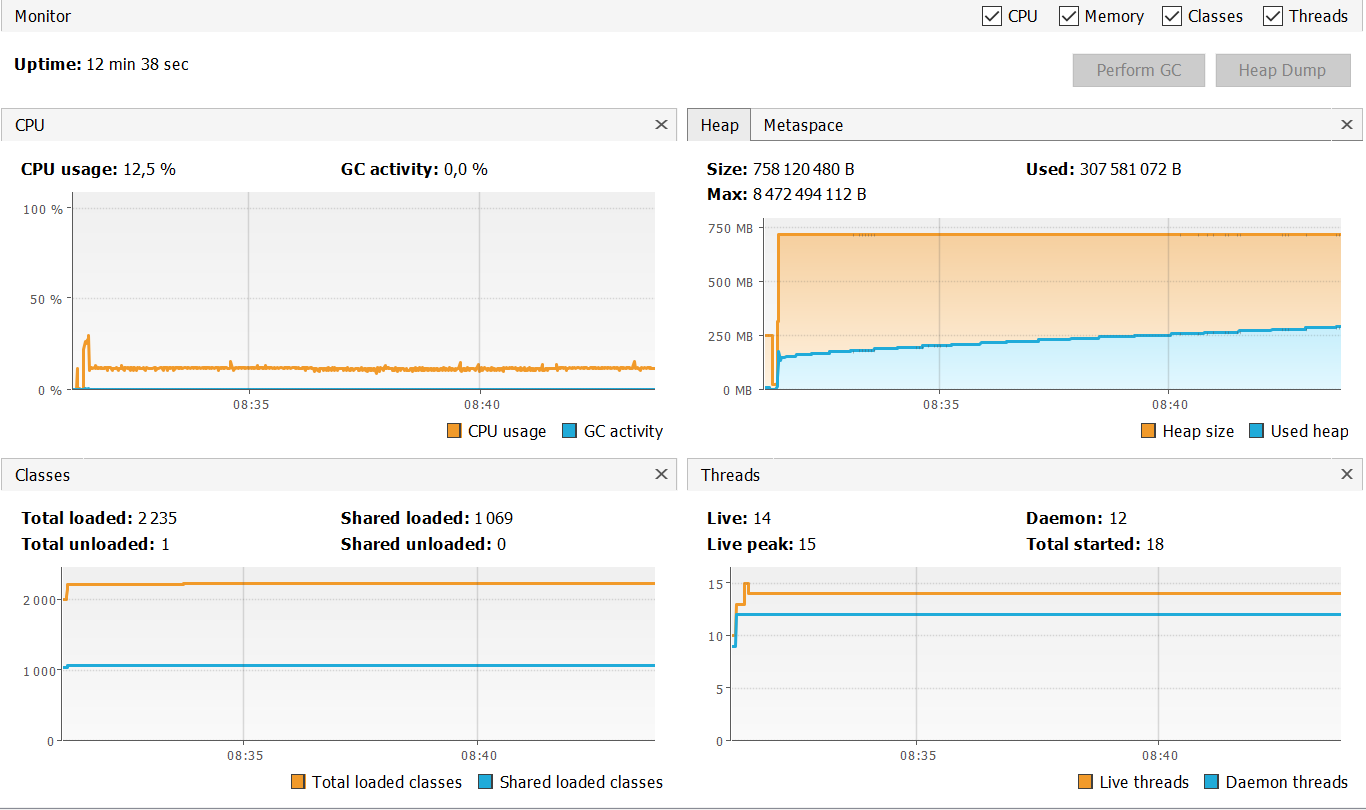 Monitor CPU Memory Classes Threads
Uptime: 12 min 38 sec
Perform GC Heap Dump
CPU
CPU usage: 12,5 % GC activity: 0,0 %
100 %
50 %
0 %
08:35 08:40
CPU usage GC activity
Heap Metaspace
Size: 758 120 480 B Used: 307 581 072 B
Max: 8 472 494 112 B
750 MB
500 MB
250 MB
0 MB
08:35 08:40
Heap size Used heap
Classes
Total loaded: 2 235 Shared loaded: 1 069
Total unloaded: 1 Shared unloaded: 0
2 000
1 000
0
08:35 08:40
Total loaded classes Shared loaded classes
Threads
Live: 14 Daemon: 12
Live peak: 15 Total started: 18
15
10
5
0
08:35 08:40
Live threads Daemon threads